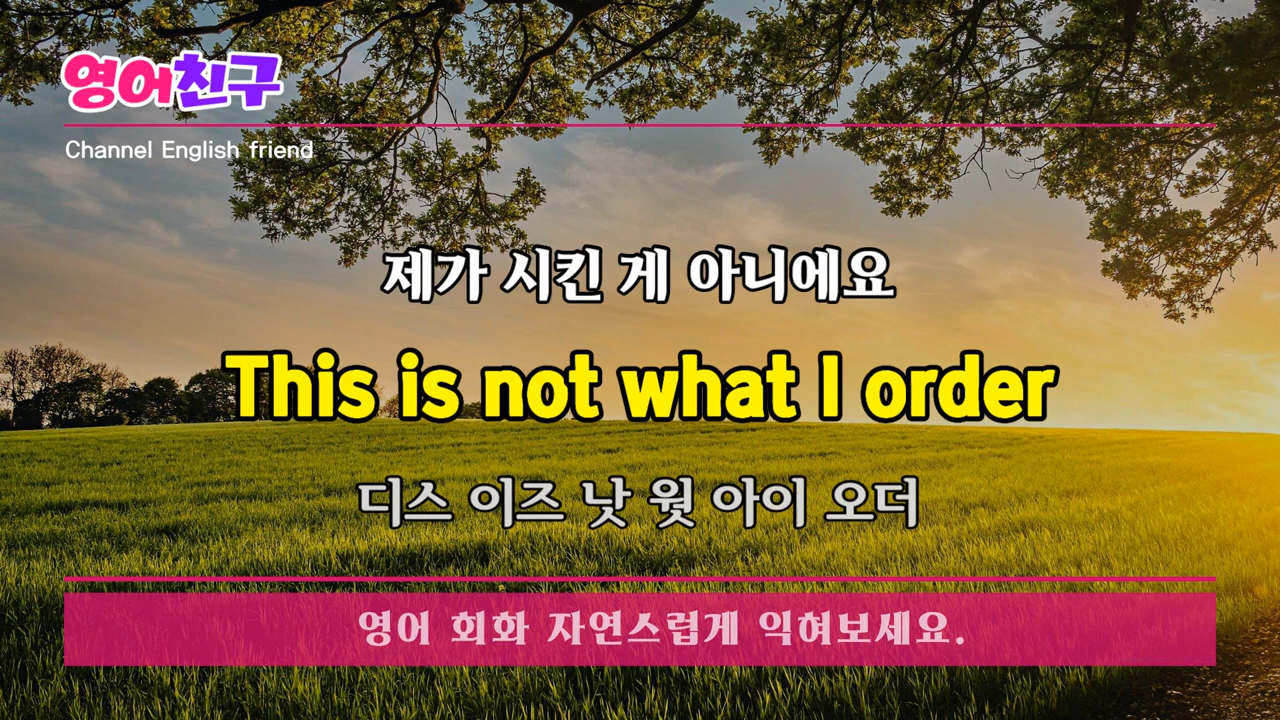 영어친구
Channel English friend
제가 시킨 게 아니에요
This is not what I order
디스 이즈 낫 웟 아이 오더
영어 회화 자연스럽게 익혀보세요.